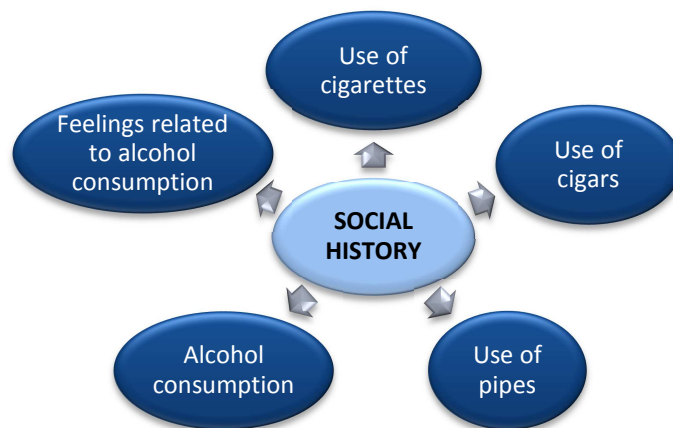 Use of
cigarettes
Feelings related
to alcohol
consumption
Use of
cigars
SOCIAL
HISTORY
Alcohol
consumption
Use of
pipes